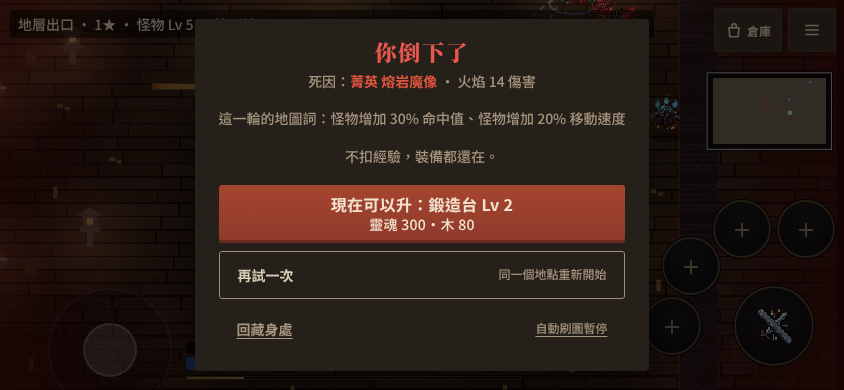 地層出口 · 1★ · 怪物 Lv 5
倉庫
你倒下了
死因：菁英 熔岩魔像 · 火焰 14 傷害
這一輪的地圖詞：怪物增加 30% 命中值、怪物增加 20% 移動速度
不扣經驗，裝備都還在。
現在可以升：鍛造台 Lv 2
靈魂 300・木 80
再試一次
同一個地點重新開始
回藏身處
自動刷圖暫停